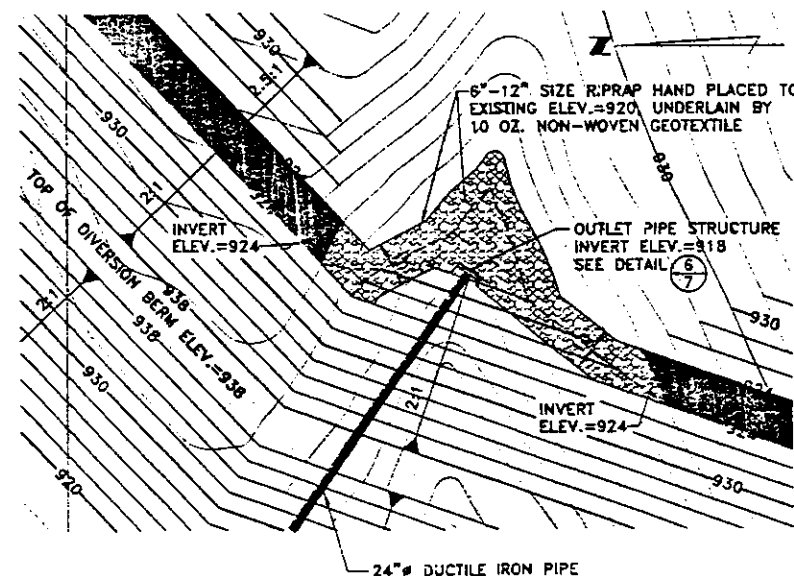 930
2.5:1
6"-12" SIZE RIPRAP HAND PLACED TO
EXISTING ELEV.=920 UNDERLAIN BY
10 OZ. NON-WOVEN GEOTEXTILE
930
2:1
TOP OF DIVERSION BERM ELEV.=938
INVERT
ELEV.=924
OUTLET PIPE STRUCTURE
INVERT ELEV.=918
SEE DETAIL 6
7
920
2:1
938
938
930
930
2:1
INVERT
ELEV.=924
930
920
24"ø DUCTILE IRON PIPE